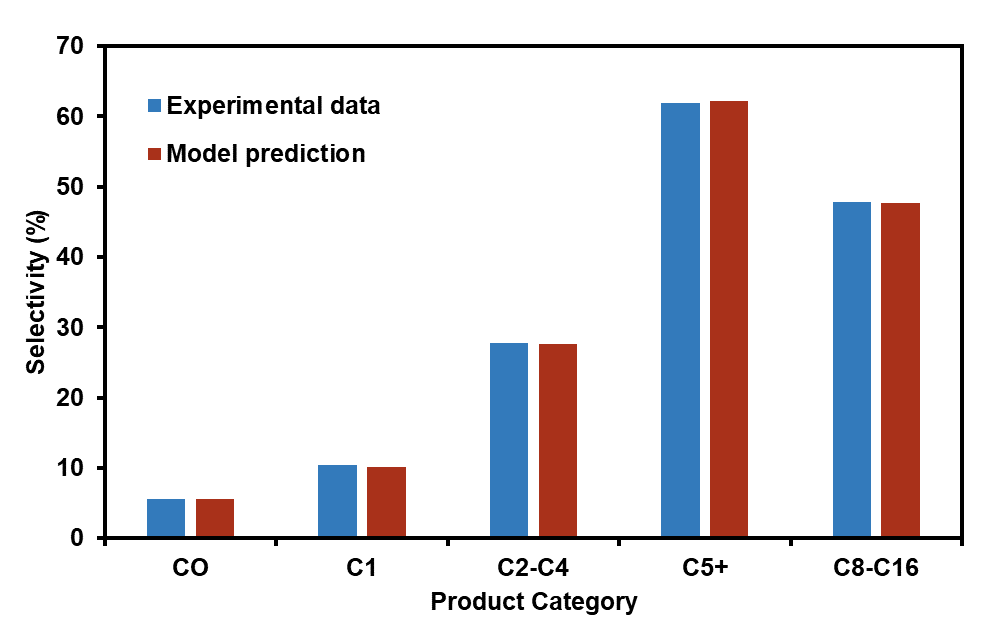 70
60
50
40
30
20
10
0
Selectivity (%)
Experimental data
Model prediction
CO
C1
C2-C4
C5+
C8-C16
Product Category